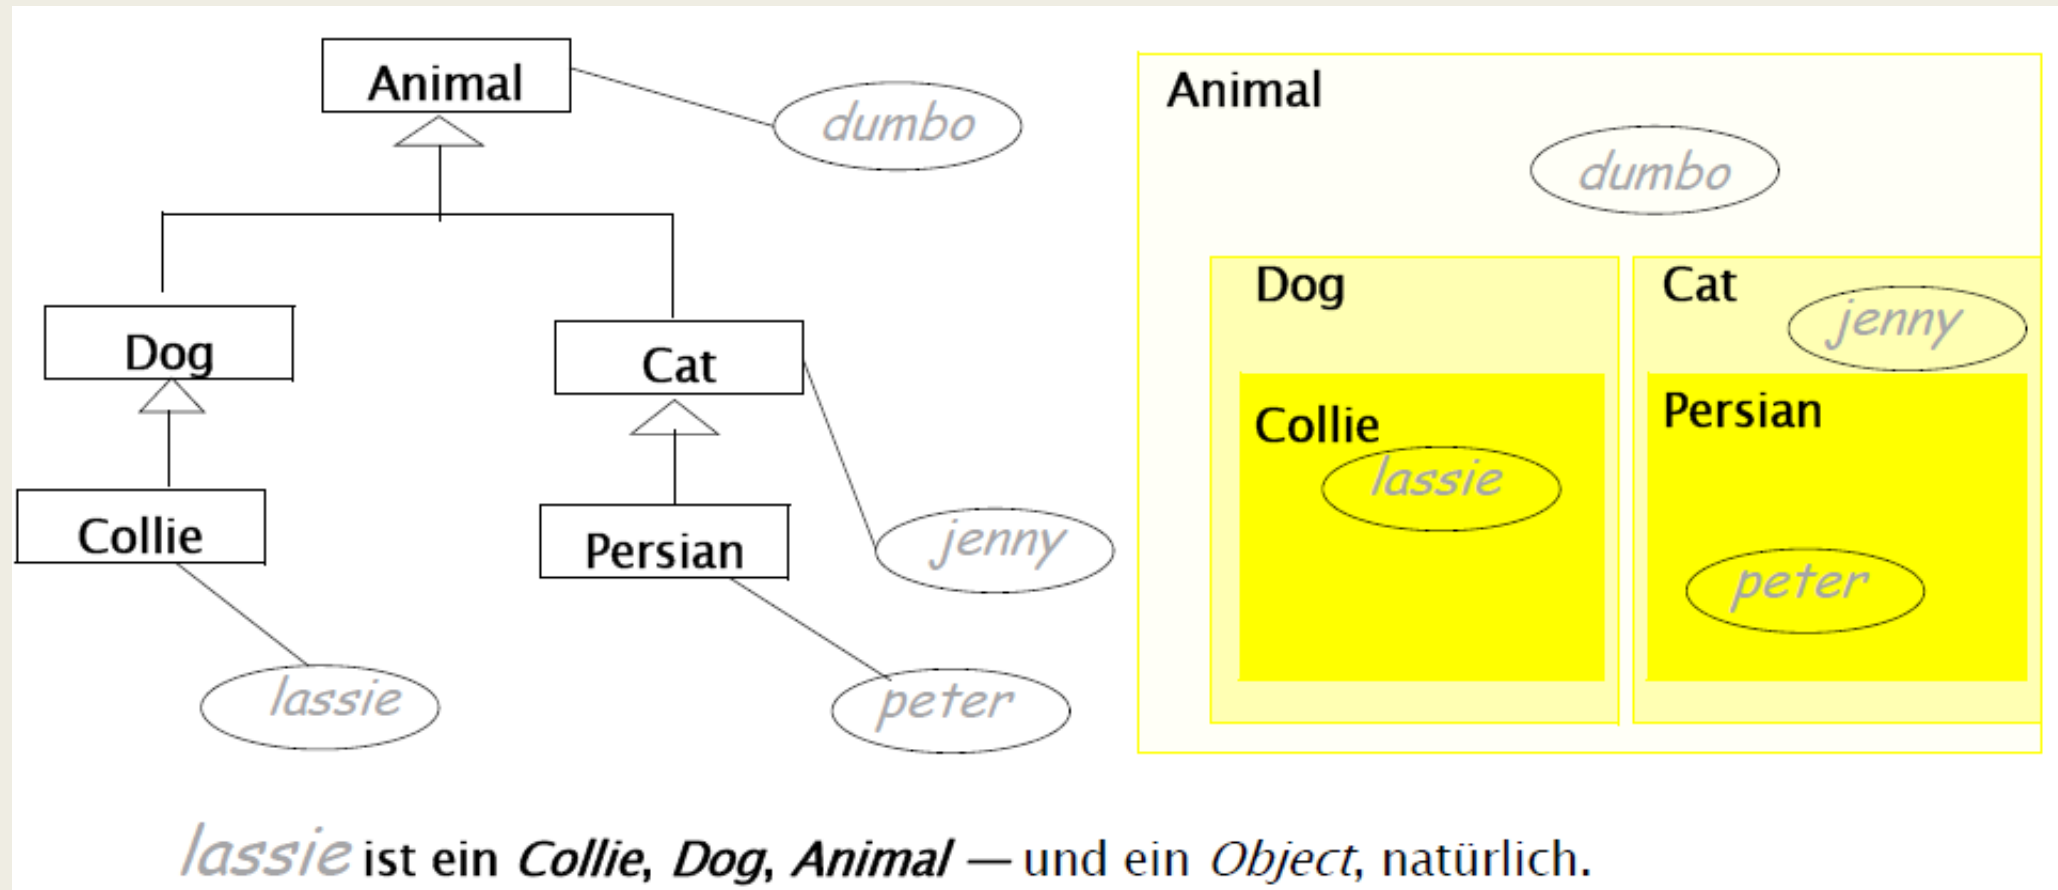 Animal
dumbo
Dog
Cat
Collie
Persian
jenny
lassie
peter
Animal
dumbo
Dog
Cat
jenny
Collie
Persian
lassie
peter
lassie ist ein Collie, Dog, Animal — und ein Object, natürlich.